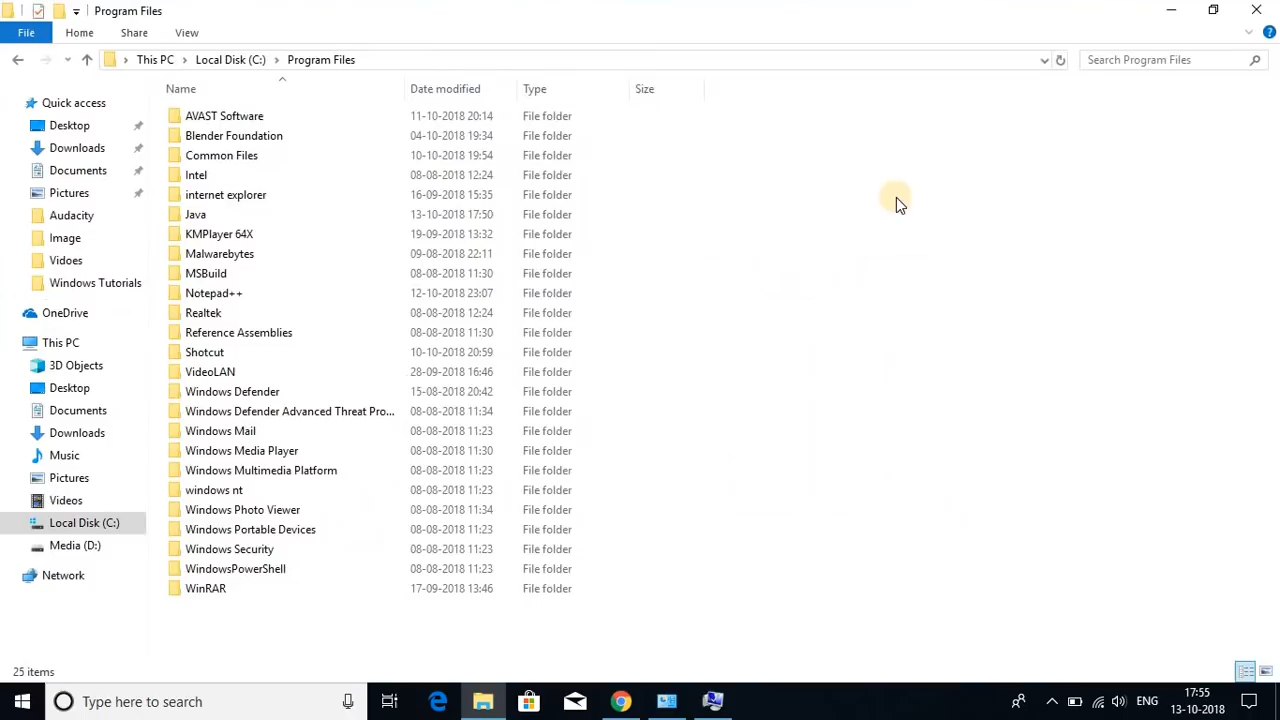 Program Files
File Home Share View
This PC Local Disk (C:) Program Files
Search Program Files
Name Date modified Type Size
Quick access
Desktop
Downloads
Documents
Pictures
Audacity
Image
Vidoes
Windows Tutorials
OneDrive
This PC
3D Objects
Desktop
Documents
Downloads
Music
Pictures
Videos
Local Disk (C:)
Media (D:)
Network
AVAST Software 11-10-2018 20:14 File folder
Blender Foundation 04-10-2018 19:34 File folder
Common Files 10-10-2018 19:54 File folder
Intel 08-08-2018 12:24 File folder
internet explorer 16-09-2018 15:35 File folder
Java 13-10-2018 17:50 File folder
KMPlayer 64X 19-09-2018 13:32 File folder
Malwarebytes 09-08-2018 22:11 File folder
MSBuild 08-08-2018 11:30 File folder
Notepad++ 12-10-2018 23:07 File folder
Realtek 08-08-2018 12:24 File folder
Reference Assemblies 08-08-2018 11:30 File folder
Shotcut 10-10-2018 20:59 File folder
VideoLAN 28-09-2018 16:46 File folder
Windows Defender 15-08-2018 20:42 File folder
Windows Defender Advanced Threat Pro... 08-08-2018 11:34 File folder
Windows Mail 08-08-2018 11:23 File folder
Windows Media Player 08-08-2018 11:30 File folder
Windows Multimedia Platform 08-08-2018 11:23 File folder
windows nt 08-08-2018 11:23 File folder
Windows Photo Viewer 08-08-2018 11:34 File folder
Windows Portable Devices 08-08-2018 11:23 File folder
Windows Security 08-08-2018 11:23 File folder
WindowsPowerShell 08-08-2018 11:23 File folder
WinRAR 17-09-2018 13:46 File folder
25 items
Type here to search
ENG
17:55
13-10-2018